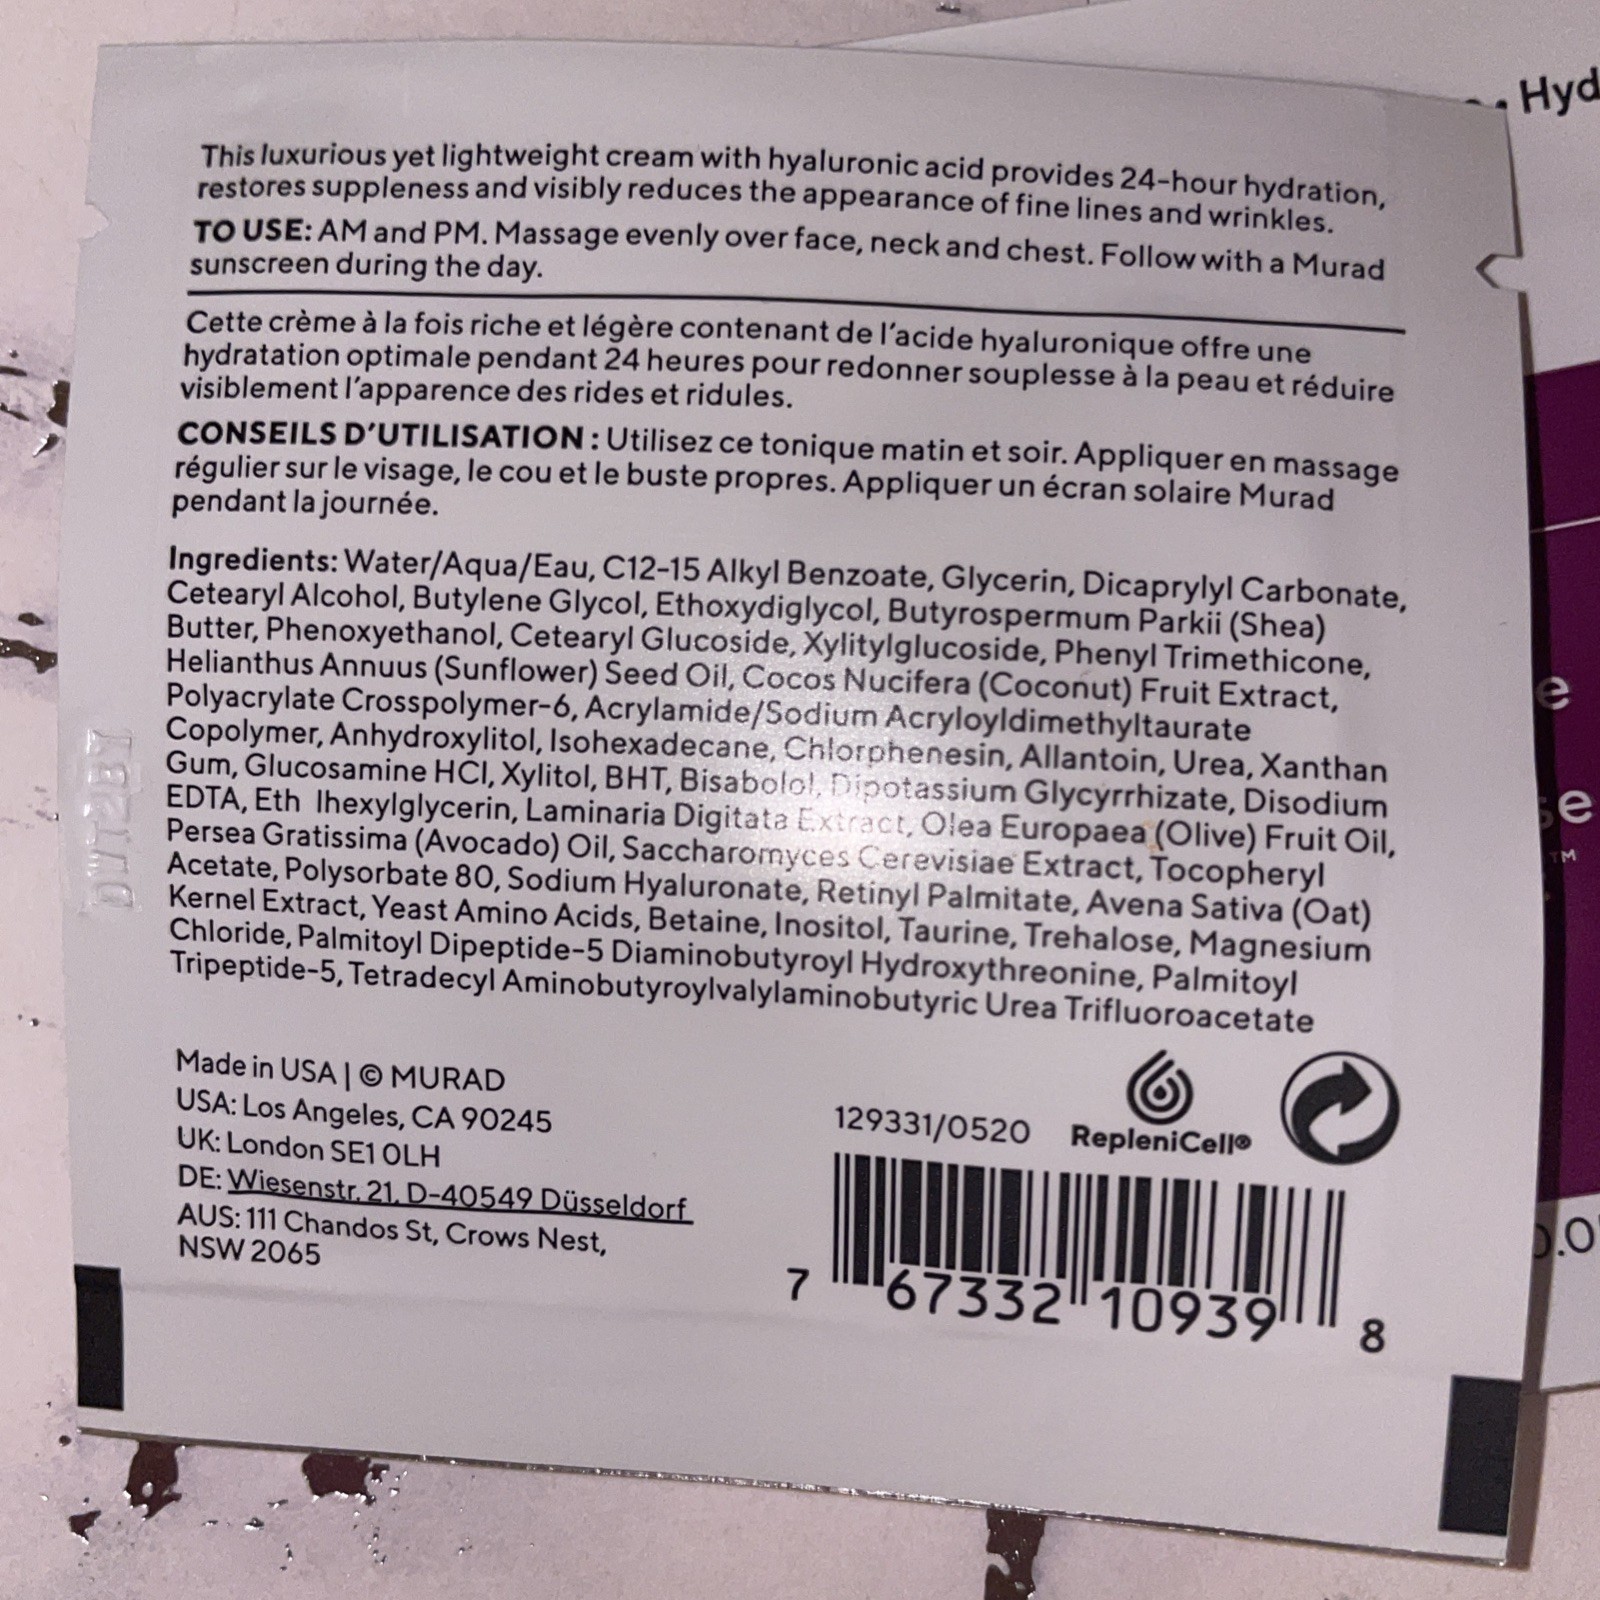 Hyd
This luxurious yet lightweight cream with hyaluronic acid provides 24-hour hydration,
restores suppleness and visibly reduces the appearance of fine lines and wrinkles.
TO USE: AM and PM. Massage evenly over face, neck and chest. Follow with a Murad
sunscreen during the day.
Cette crème à la fois riche et légère contenant de l'acide hyaluronique offre une
hydratation optimale pendant 24 heures pour redonner souplesse à la peau et réduire
visiblement l'apparence des rides et ridules.
CONSEILS D'UTILISATION : Utilisez ce tonique matin et soir. Appliquer en massage
régulier sur le visage, le cou et le buste propres. Appliquer un écran solaire Murad
pendant la journée.
Ingredients: Water/Aqua/Eau, C12-15 Alkyl Benzoate, Glycerin, Dicaprylyl Carbonate,
Cetearyl Alcohol, Butylene Glycol, Ethoxydiglycol, Butyrospermum Parkii (Shea)
Butter, Phenoxyethanol, Cetearyl Glucoside, Xylitylglucoside, Phenyl Trimethicone,
Helianthus Annuus (Sunflower) Seed Oil, Cocos Nucifera (Coconut) Fruit Extract,
Polyacrylate Crosspolymer-6, Acrylamide/Sodium Acryloyldimethyltaurate
Copolymer, Anhydroxylitol, Isohexadecane, Chlorphenesin, Allantoin, Urea, Xanthan
Gum, Glucosamine HCl, Xylitol, BHT, Bisabolol, Dipotassium Glycyrrhizate, Disodium
EDTA, Eth lhexylglycerin, Laminaria Digitata Extract, Olea Europaea (Olive) Fruit Oil,
Persea Gratissima (Avocado) Oil, Saccharomyces Cerevisiae Extract, Tocopheryl
Acetate, Polysorbate 80, Sodium Hyaluronate, Retinyl Palmitate, Avena Sativa (Oat)
Kernel Extract, Yeast Amino Acids, Betaine, Inositol, Taurine, Trehalose, Magnesium
Chloride, Palmitoyl Dipeptide-5 Diaminobutyroyl Hydroxythreonine, Palmitoyl
Tripeptide-5, Tetradecyl Aminobutyroylvalylaminobutyric Urea Trifluoroacetate
Made in USA | © MURAD
USA: Los Angeles, CA 90245
UK: London SE1 0LH
DE: Wiesenstr. 21, D-40549 Düsseldorf
AUS: 111 Chandos St, Crows Nest,
NSW 2065
129331/0520
RepleniCell®
7 67332 10939 8
e
se
™
0.0